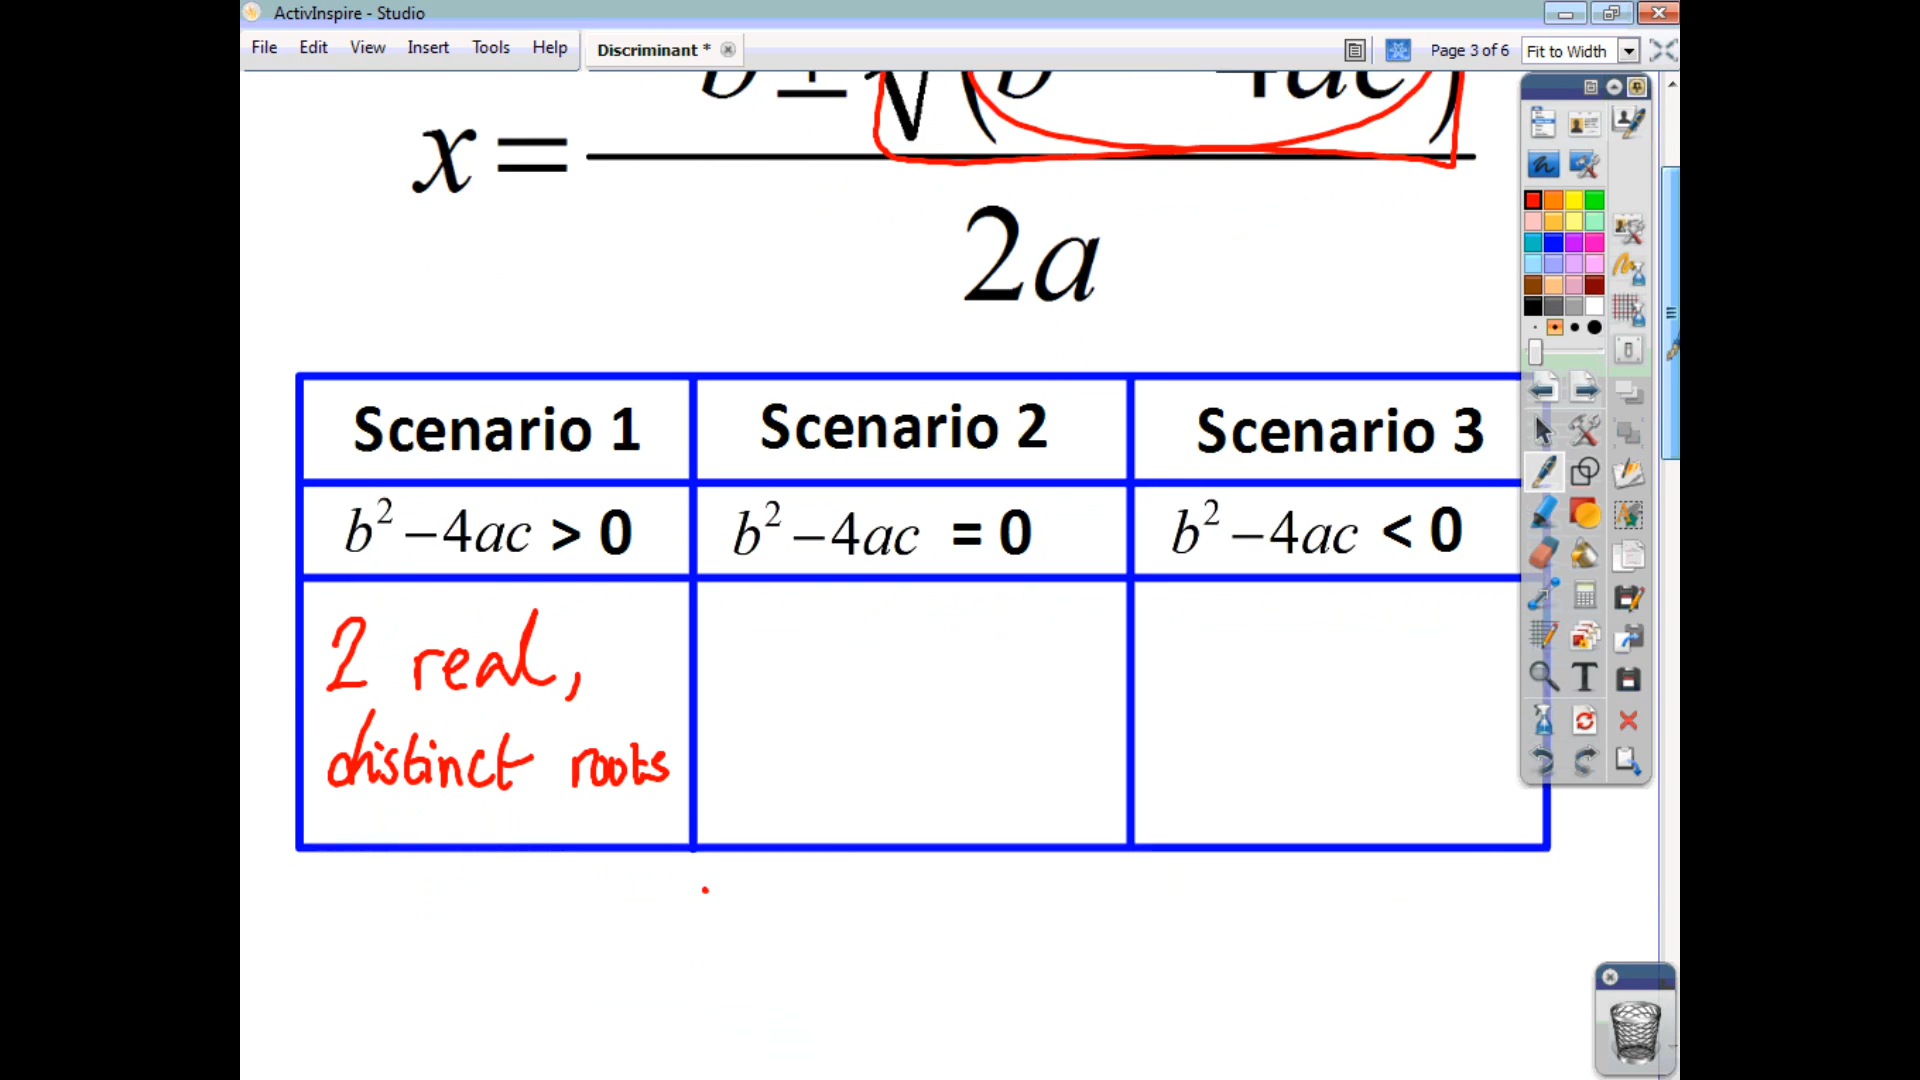 ActivInspire - Studio
File Edit View Insert Tools Help
Discriminant *
Page 3 of 6
Fit to Width
b ± √(b 4ac)
x =
2a
Scenario 1 Scenario 2 Scenario 3
b² − 4ac > 0 b² − 4ac = 0 b² − 4ac < 0
2 real,
distinct roots